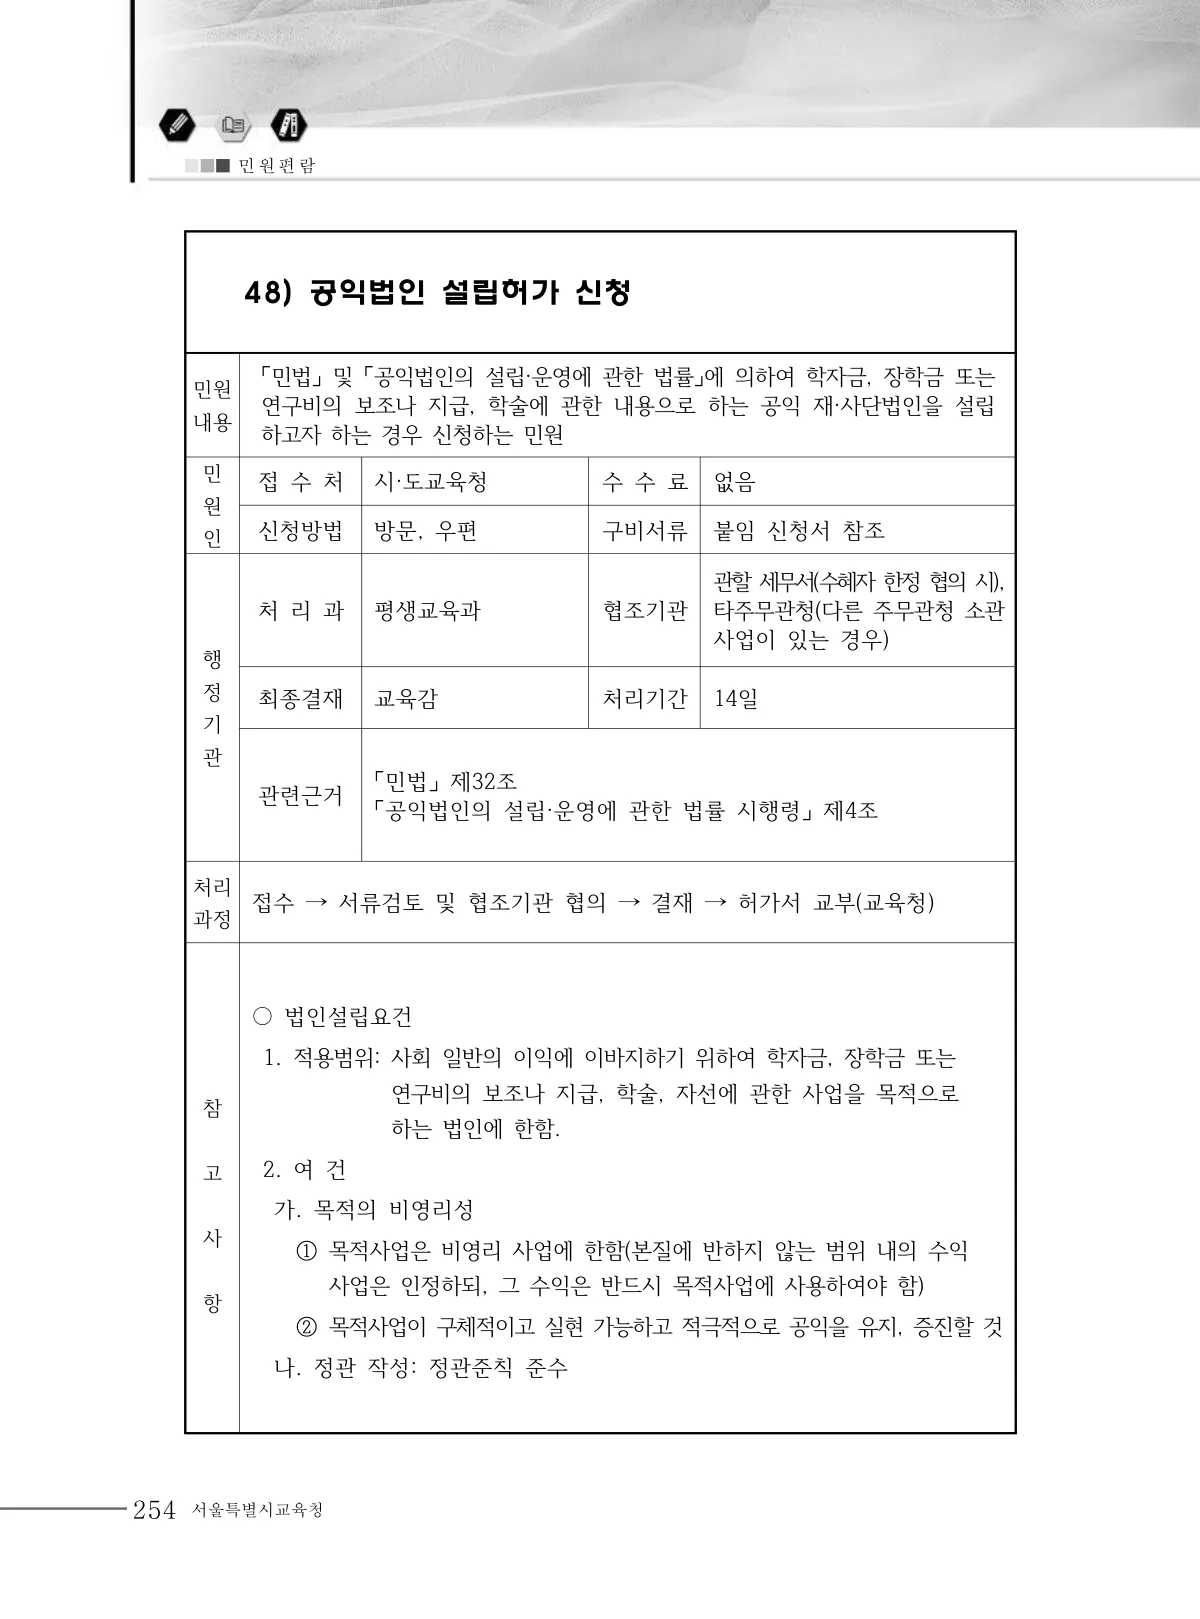 민원편람
48) 공익법인 설립허가 신청
민원
내용
「민법」 및 「공익법인의 설립·운영에 관한 법률」에 의하여 학자금, 장학금 또는
연구비의 보조나 지급, 학술에 관한 내용으로 하는 공익 재·사단법인을 설립
하고자 하는 경우 신청하는 민원
민
원
인
접 수 처 시·도교육청 수 수 료 없음
신청방법 방문, 우편 구비서류 붙임 신청서 참조
행
정
기
관
처 리 과 평생교육과 협조기관
관할 세무서(수혜자 한정 협의 시),
타주무관청(다른 주무관청 소관
사업이 있는 경우)
최종결재 교육감 처리기간 14일
관련근거
「민법」 제32조
「공익법인의 설립·운영에 관한 법률 시행령」 제4조
처리
과정
접수 → 서류검토 및 협조기관 협의 → 결재 → 허가서 교부(교육청)
참
고
사
항
○ 법인설립요건
1. 적용범위: 사회 일반의 이익에 이바지하기 위하여 학자금, 장학금 또는
연구비의 보조나 지급, 학술, 자선에 관한 사업을 목적으로
하는 법인에 한함.
2. 여 건
가. 목적의 비영리성
① 목적사업은 비영리 사업에 한함(본질에 반하지 않는 범위 내의 수익
사업은 인정하되, 그 수익은 반드시 목적사업에 사용하여야 함)
② 목적사업이 구체적이고 실현 가능하고 적극적으로 공익을 유지, 증진할 것
나. 정관 작성: 정관준칙 준수
254 서울특별시교육청